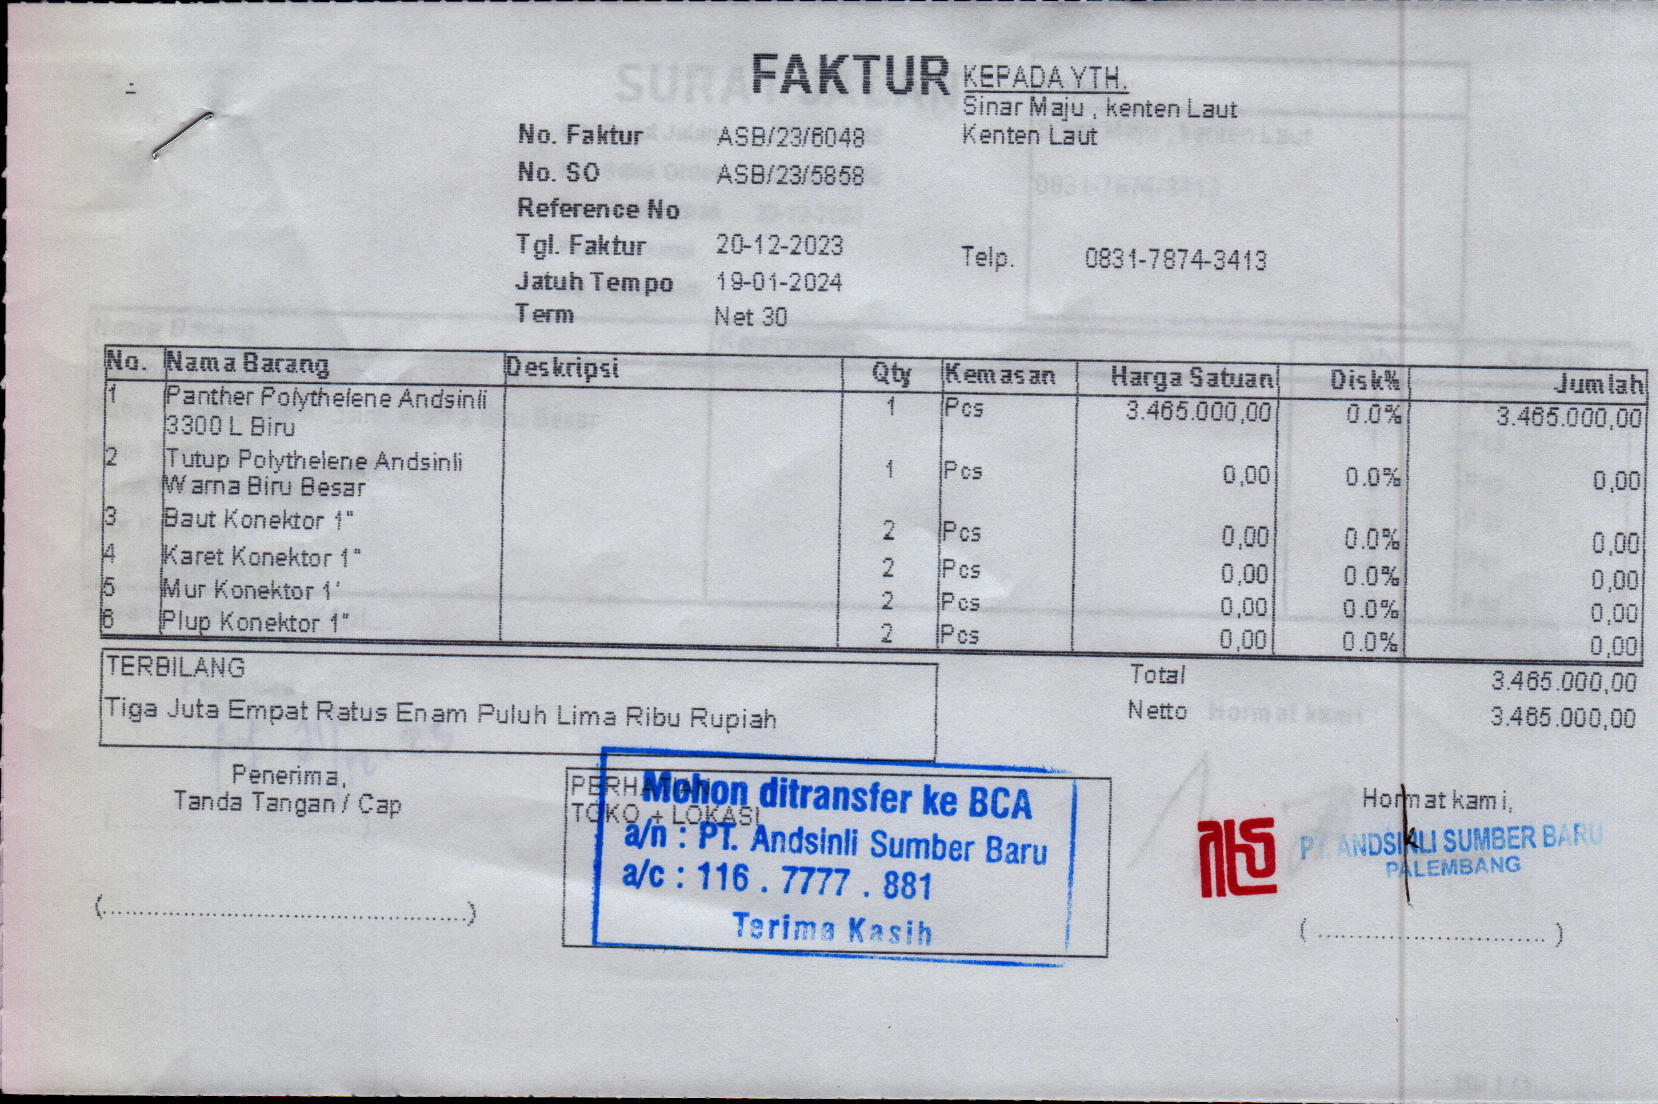 FAKTUR
KEPADA YTH.
Sinar Maju , kenten Laut
Kenten Laut
No. Faktur ASB/23/6048
No. SO ASB/23/5858
Reference No
Tgl. Faktur 20-12-2023
Telp. 0831-7874-3413
Jatuh Tempo 19-01-2024
Term Net 30
No. Nama Barang Deskripsi Qty Kemasan Harga Satuan Disk% Jumlah
1 Panther Polythelene Andsinli 1 Pcs 3.465.000,00 0.0% 3.465.000,00
3300 L Biru
2 Tutup Polythelene Andsinli 1 Pcs 0,00 0.0% 0,00
Warna Biru Besar
3 Baut Konektor 1" 2 Pcs 0,00 0.0% 0,00
4 Karet Konektor 1" 2 Pcs 0,00 0.0% 0,00
5 Mur Konektor 1' 2 Pcs 0,00 0.0% 0,00
6 Plup Konektor 1" 2 Pcs 0,00 0.0% 0,00
TERBILANG
Tiga Juta Empat Ratus Enam Puluh Lima Ribu Rupiah
Total 3.465.000,00
Netto 3.465.000,00
Penerima,
Tanda Tangan / Cap
(..............................................)
PERHATIAN
TOKO + LOKASI
Mohon ditransfer ke BCA
a/n : PT. Andsinli Sumber Baru
a/c : 116 . 7777 . 881
Terima Kasih
Hormat kami,
PT. ANDSINLI SUMBER BARU
PALEMBANG
( ............................. )